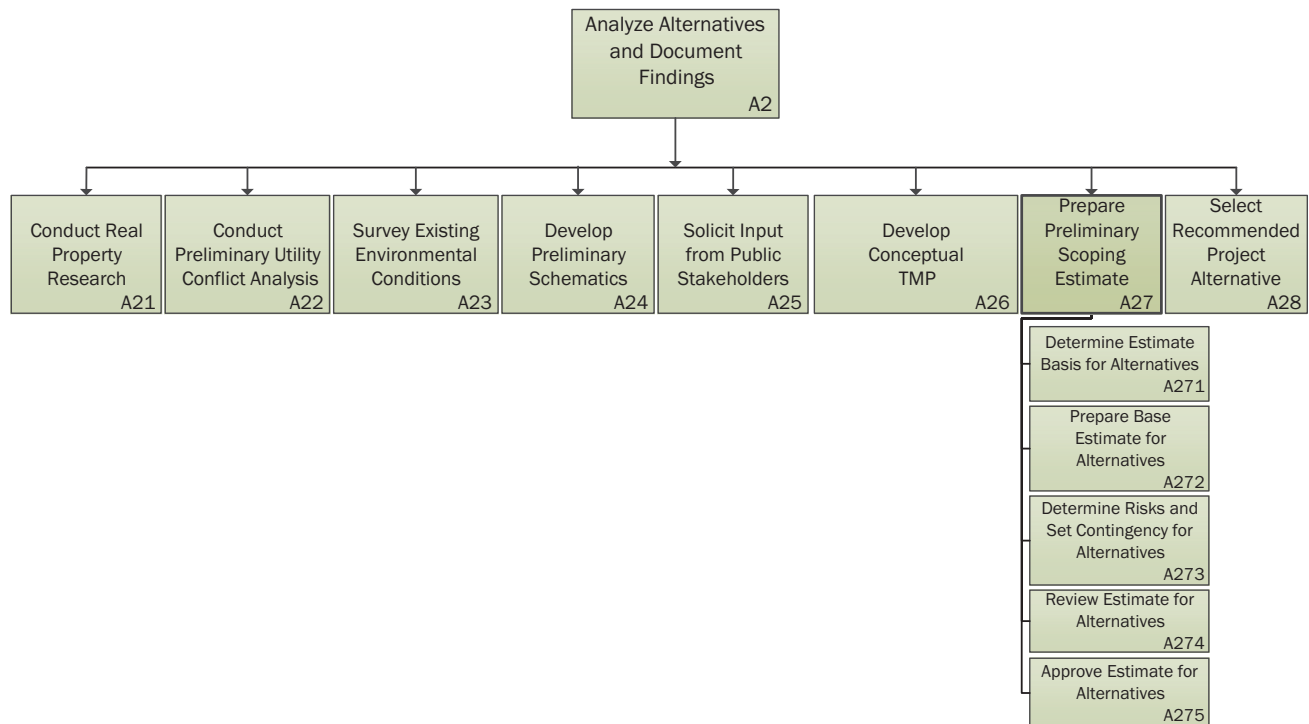 Analyze Alternatives
and Document
Findings
A2
Conduct Real
Property
Research
A21
Conduct
Preliminary Utility
Conflict Analysis
A22
Survey Existing
Environmental
Conditions
A23
Develop
Preliminary
Schematics
A24
Solicit Input
from Public
Stakeholders
A25
Develop
Conceptual
TMP
A26
Prepare
Preliminary
Scoping
Estimate
A27
Select
Recommended
Project
Alternative
A28
Determine Estimate
Basis for Alternatives
A271
Prepare Base
Estimate for
Alternatives
A272
Determine Risks and
Set Contingency for
Alternatives
A273
Review Estimate for
Alternatives
A274
Approve Estimate for
Alternatives
A275